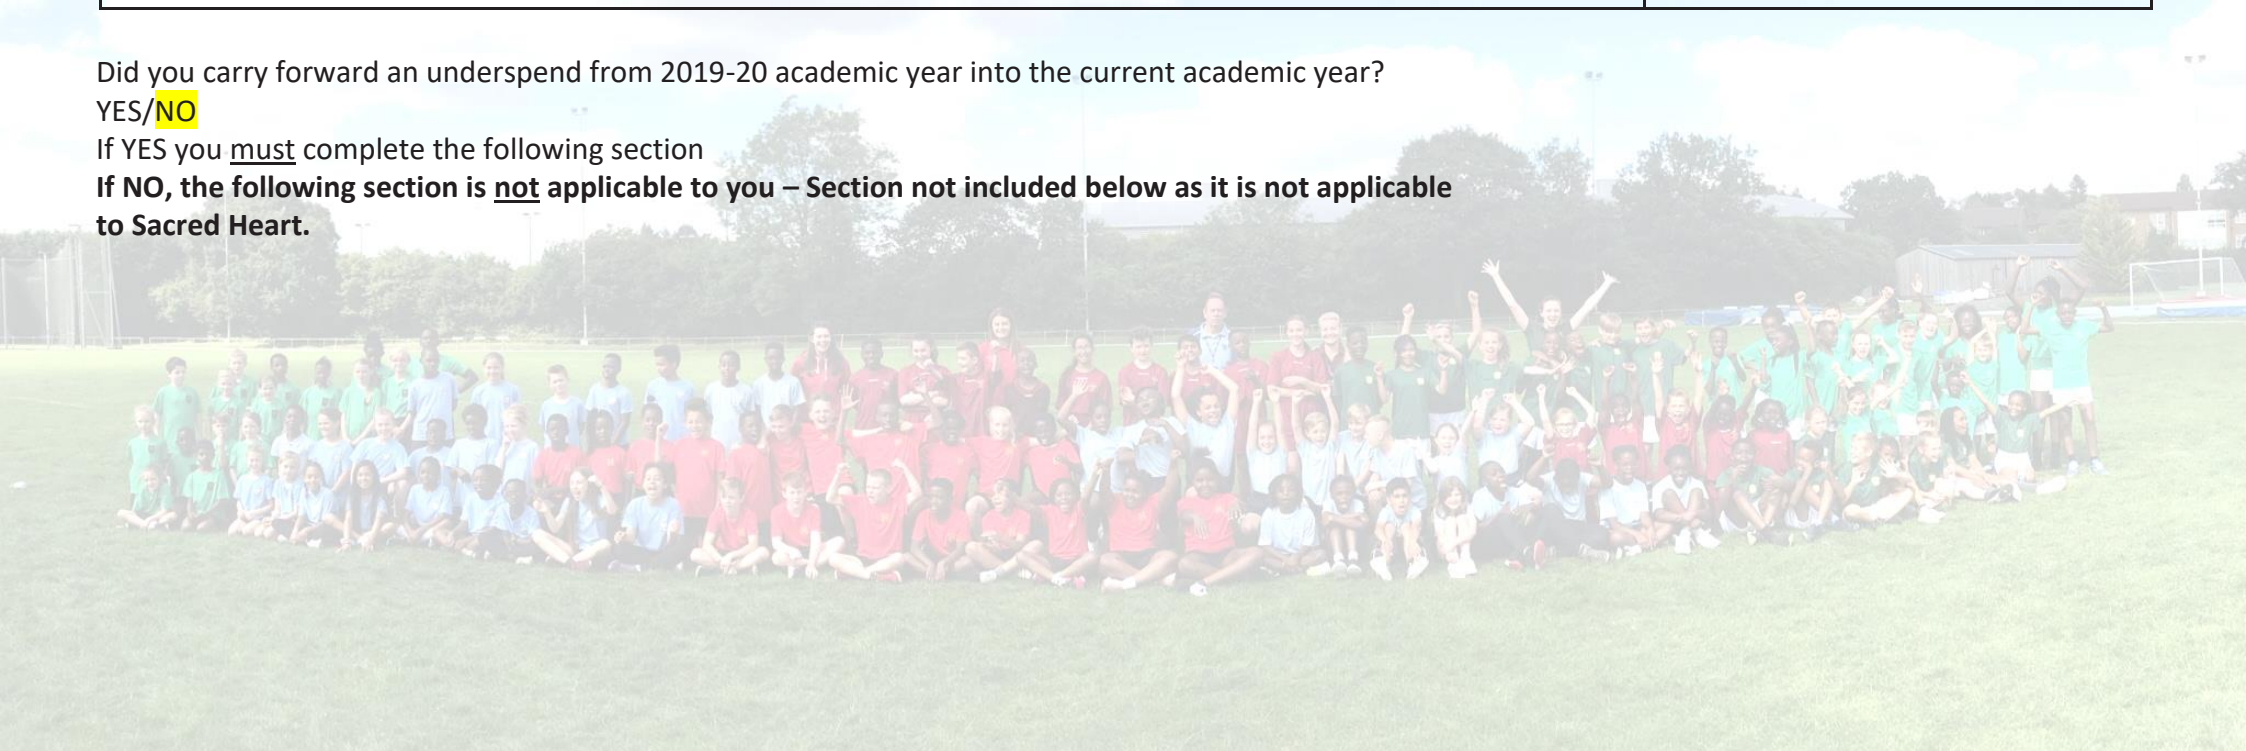 Did you carry forward an underspend from 2019-20 academic year into the current academic year?
YES/NO
If YES you must complete the following section
If NO, the following section is not applicable to you – Section not included below as it is not applicable
to Sacred Heart.